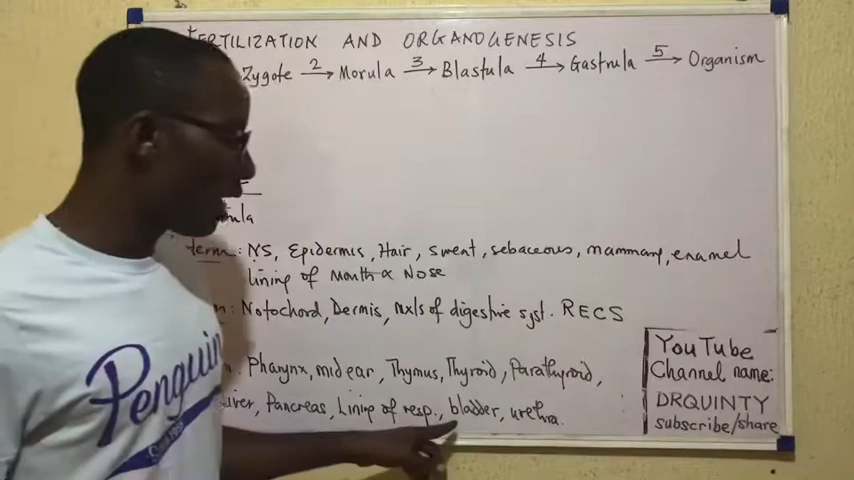 FERTILIZATION AND ORGANOGENESIS
Zygote 2→ Morula 3→ Blastula 4→ Gastrula 5→ Organism
: NS, Epidermis, Hair, sweat, sebaceous, mammary, enamel
lining of Mouth & Nose
: Notochord, Dermis, mxls of digestive syst. RECS
: Pharynx, mid ear, Thymus, Thyroid, Parathyroid,
Liver, Pancreas, Lining of resp., bladder, urethra.
YouTube
Channel name:
DRQUINTY
subscribe/share
Penguin